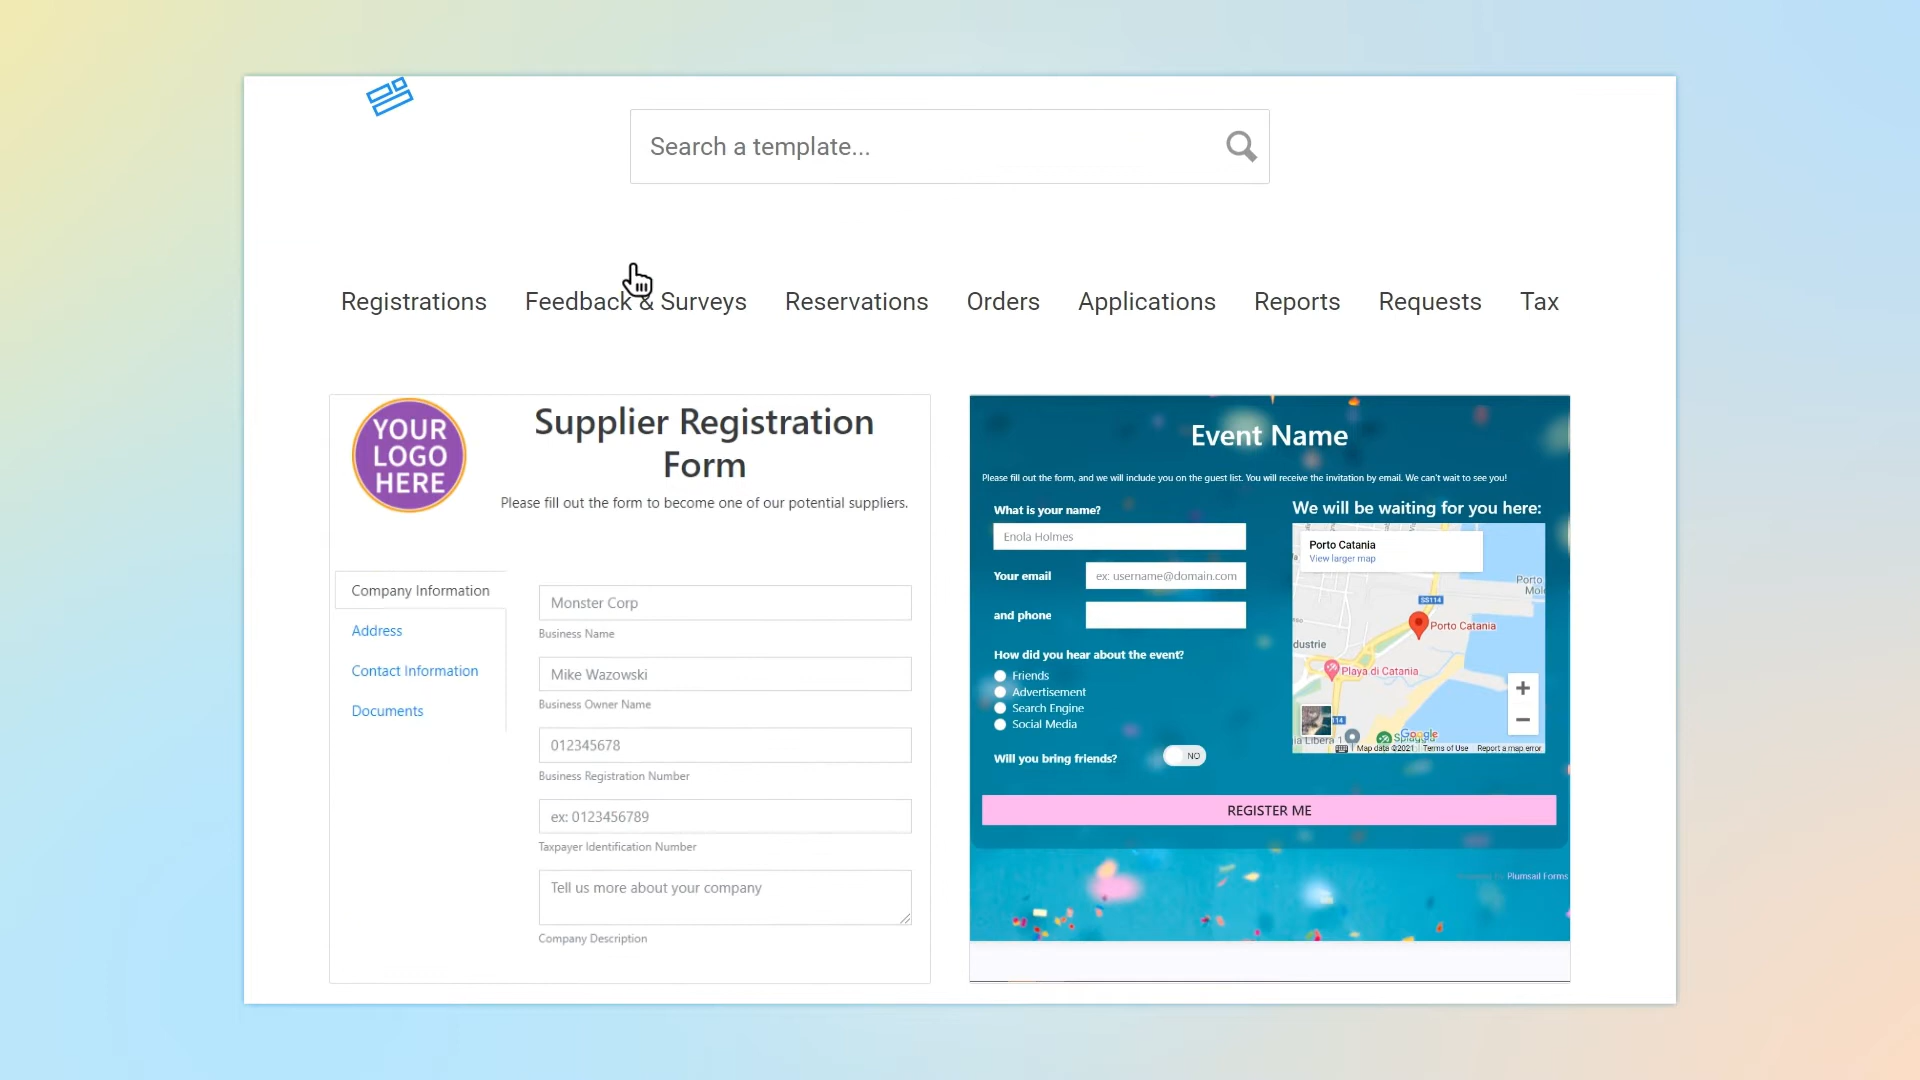 Search a template...
Registrations Feedback & Surveys Reservations Orders Applications Reports Requests Tax
YOUR
LOGO
HERE
Supplier Registration
Form
Please fill out the form to become one of our potential suppliers.
Company Information
Address
Contact Information
Documents
Monster Corp
Business Name
Mike Wazowski
Business Owner Name
012345678
Business Registration Number
ex: 0123456789
Taxpayer Identification Number
Tell us more about your company
Company Description
Event Name
Please fill out the form, and we will include you on the guest list. You will receive the invitation by email. We can't wait to see you!
What is your name?
Enola Holmes
Your email
ex: username@domain.com
and phone
How did you hear about the event?
Friends
Advertisement
Search Engine
Social Media
Will you bring friends?
NO
We will be waiting for you here:
Porto Catania
View larger map
Porto
SS114
Porto Catania
dustrie
Playa di Catania
114
Google
Map data ©2021 Terms of Use Report a map error
REGISTER ME
Plumsail Forms